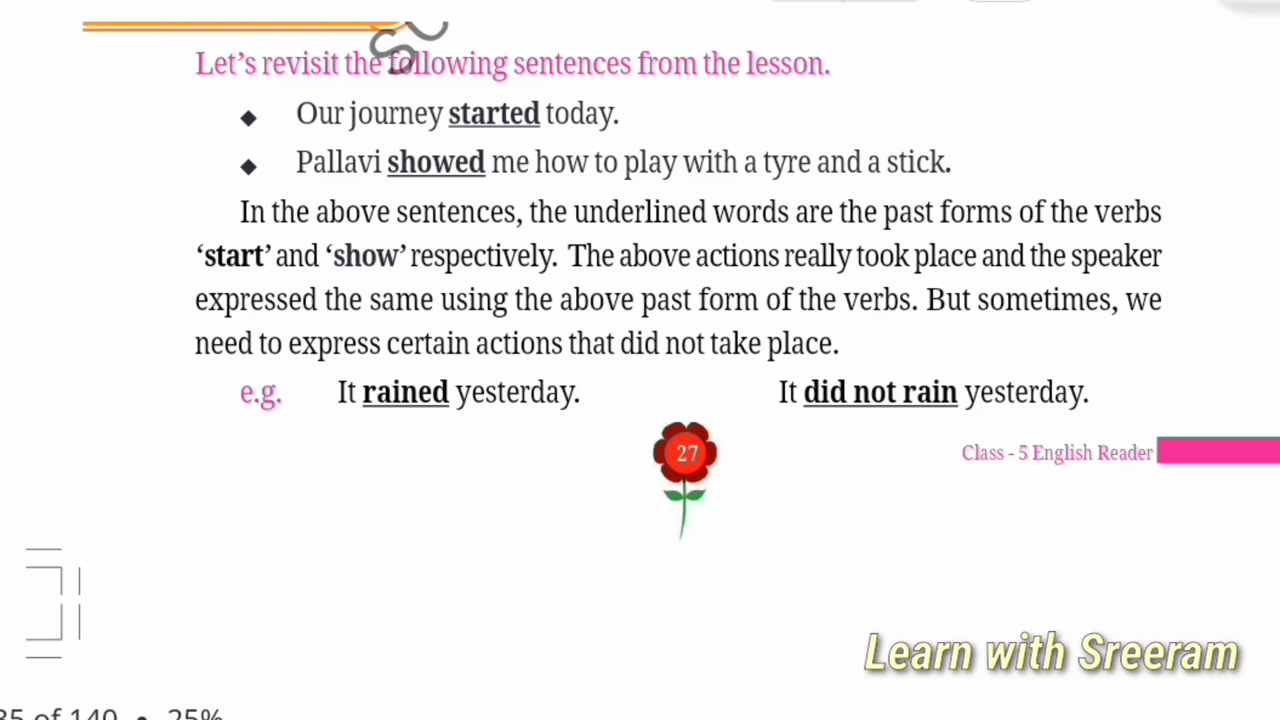 Let's revisit the following sentences from the lesson.
◆ Our journey started today.
◆ Pallavi showed me how to play with a tyre and a stick.
In the above sentences, the underlined words are the past forms of the verbs
‘start’ and ‘show’ respectively. The above actions really took place and the speaker
expressed the same using the above past form of the verbs. But sometimes, we
need to express certain actions that did not take place.
e.g. It rained yesterday. It did not rain yesterday.
27
Class - 5 English Reader
Learn with Sreeram
35 of 140 • 25%